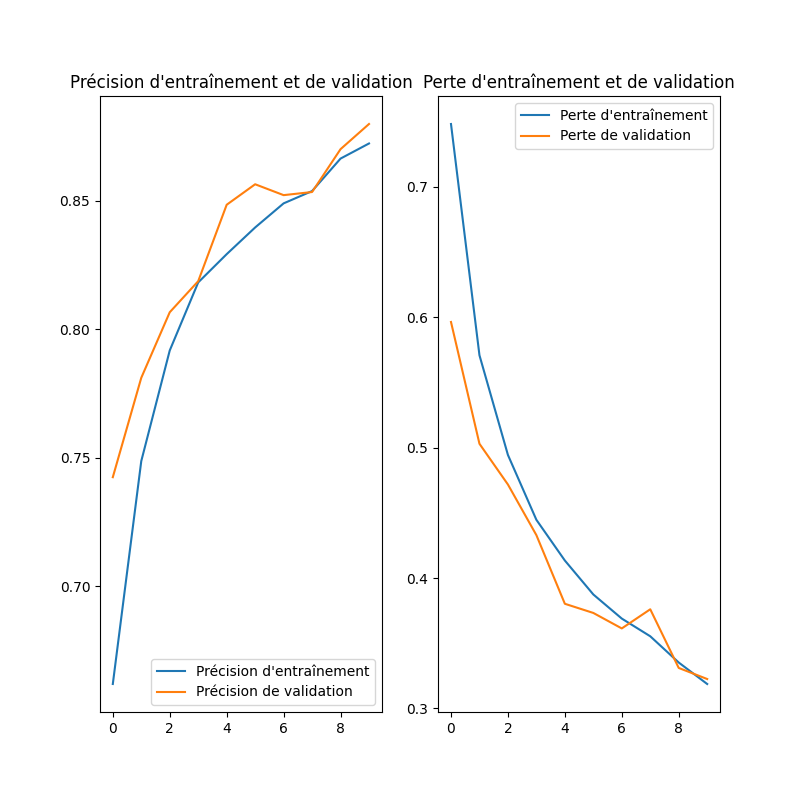 Précision d'entraînement et de validation
0.85
0.80
0.75
0.70
Précision d'entraînement
Précision de validation
0 2 4 6 8
Perte d'entraînement et de validation
Perte d'entraînement
Perte de validation
0.7
0.6
0.5
0.4
0.3
0 2 4 6 8